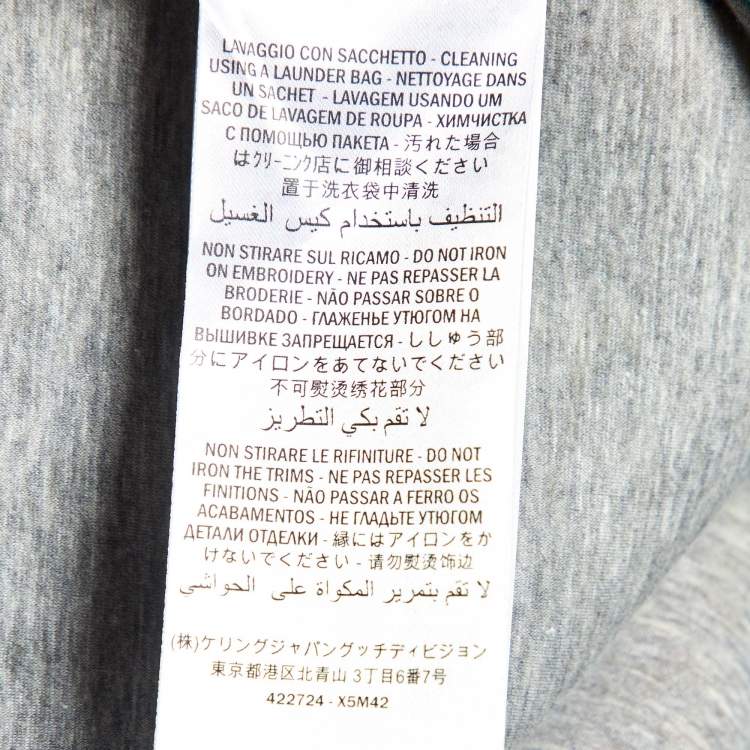 LAVAGGIO CON SACCHETTO - CLEANING
USING A LAUNDER BAG - NETTOYAGE DANS
UN SACHET - LAVAGEM USANDO UM
SACO DE LAVAGEM DE ROUPA - ХИМЧИСТКА
С ПОМОЩЬЮ ПАКЕТА - 汚れた場合
はクリーニング店に御相談ください
置于洗衣袋中清洗
التنظيف باستخدام كيس الغسيل
NON STIRARE SUL RICAMO - DO NOT IRON
ON EMBROIDERY - NE PAS REPASSER LA
BRODERIE - NÃO PASSAR SOBRE O
BORDADO - ГЛАЖЕНЬЕ УТЮГОМ НА
ВЫШИВКЕ ЗАПРЕЩАЕТСЯ - ししゅう部
分にアイロンをあてないでください
不可熨烫绣花部分
لا تقم بكي التطريز
NON STIRARE LE RIFINITURE - DO NOT
IRON THE TRIMS - NE PAS REPASSER LES
FINITIONS - NÃO PASSAR A FERRO OS
ACABAMENTOS - НЕ ГЛАДЬТЕ УТЮГОМ
ДЕТАЛИ ОТДЕЛКИ - 縁にはアイロンをか
けないでください - 请勿熨烫饰边
لا تقم بتمرير المكواة على الحواشي
(株)ケリングジャパングッチディビジョン
東京都港区北青山 3丁目6番7号
422724 - X5M42